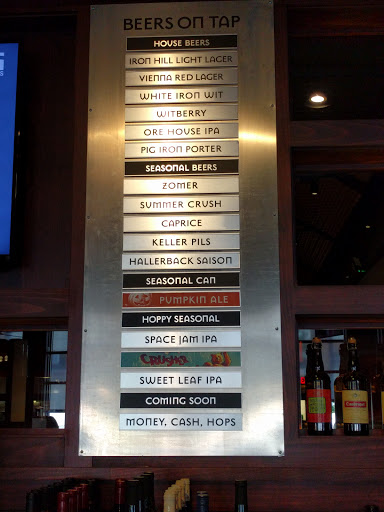 BEERS ON TAP
HOUSE BEERS
IRON HILL LIGHT LAGER
VIENNA RED LAGER
WHITE IRON WIT
WITBERRY
ORE HOUSE IPA
PIG IRON PORTER
SEASONAL BEERS
ZOMER
SUMMER CRUSH
CAPRICE
KELLER PILS
HALLERBACK SAISON
SEASONAL CAN
PUMPKIN ALE
HOPPY SEASONAL
SPACE JAM IPA
CRUSHER
SWEET LEAF IPA
COMING SOON
MONEY, CASH, HOPS